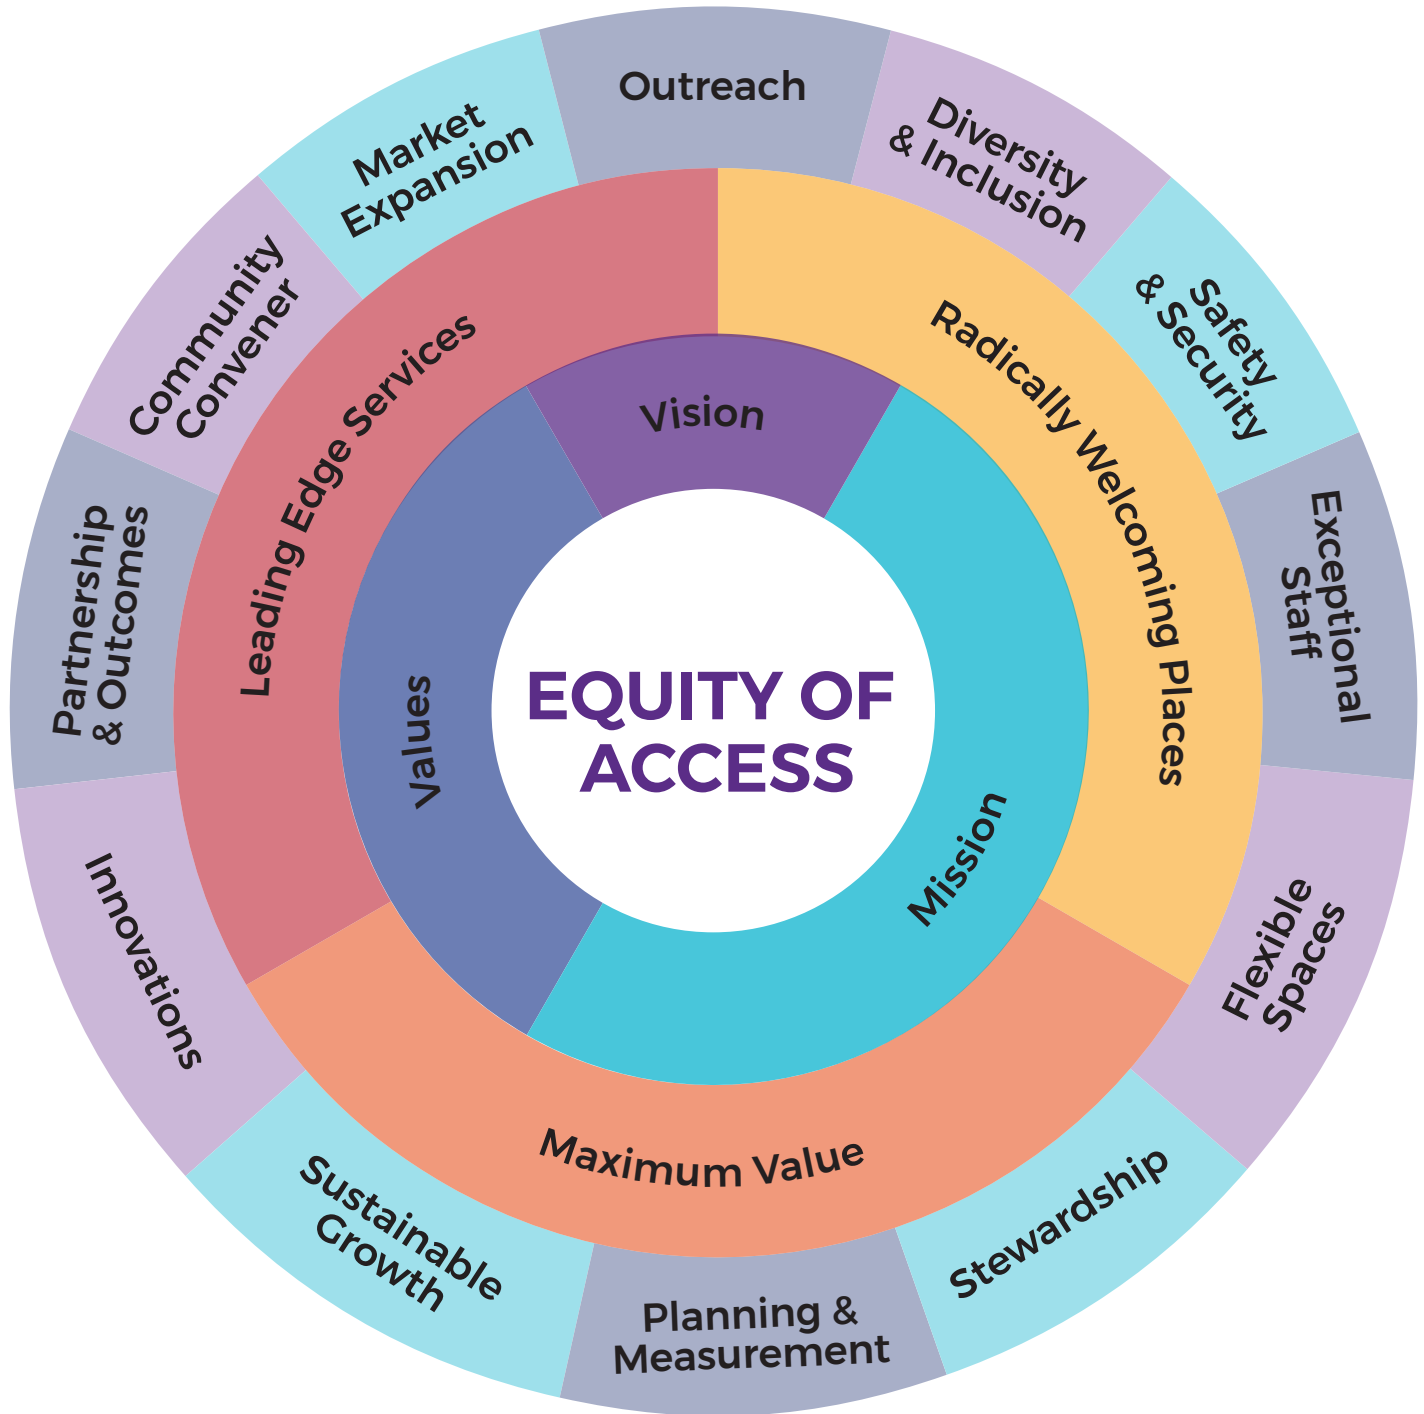 Outreach
Diversity
& Inclusion
Safety
& Security
Exceptional
Staff
Flexible
Spaces
Stewardship
Planning &
Measurement
Sustainable
Growth
Innovations
Partnership
& Outcomes
Community
Convener
Market
Expansion
Leading Edge Services
Radically Welcoming Places
Maximum Value
Vision
Mission
Values
EQUITY OF
ACCESS